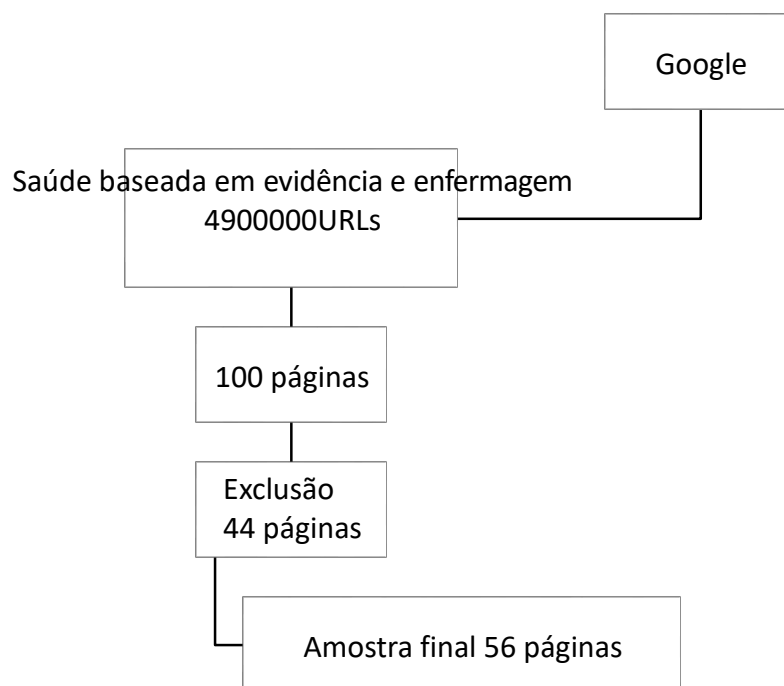 Google
Saúde baseada em evidência e enfermagem
4900000URLs
100 páginas
Exclusão
44 páginas
Amostra final 56 páginas